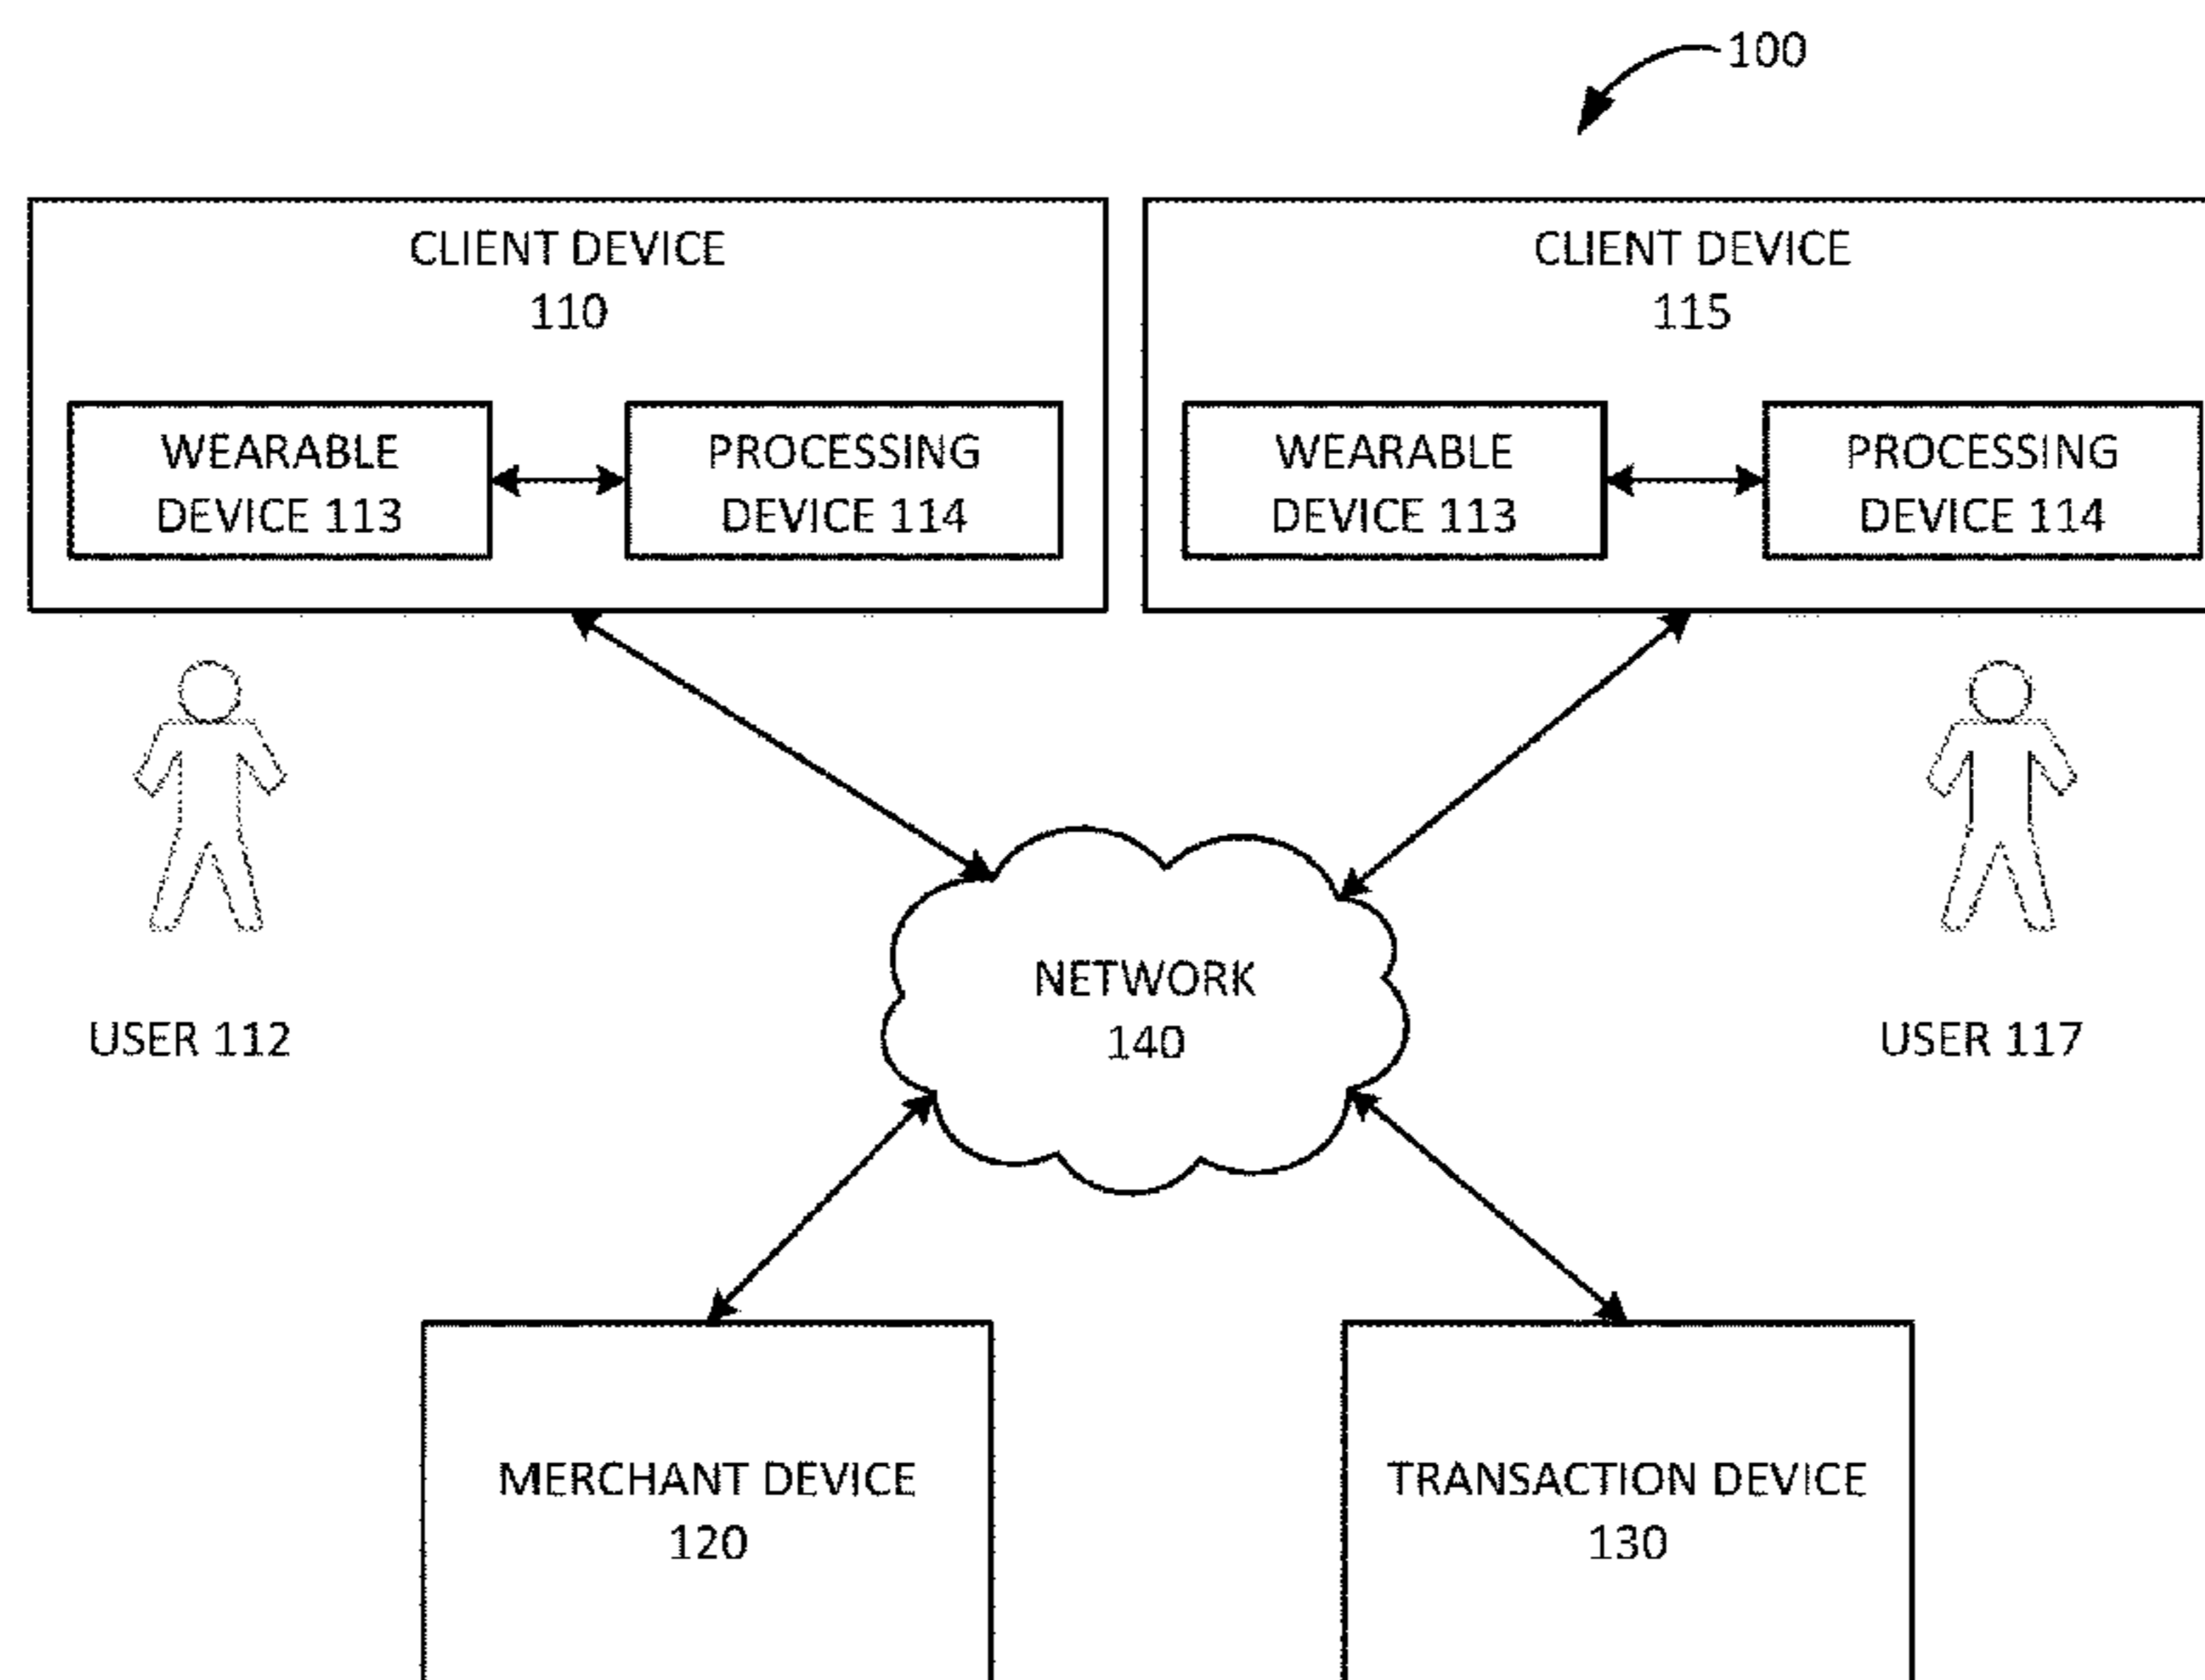 100
CLIENT DEVICE
110
WEARABLE
DEVICE 113
PROCESSING
DEVICE 114
CLIENT DEVICE
115
WEARABLE
DEVICE 113
PROCESSING
DEVICE 114
USER 112
NETWORK
140
USER 117
MERCHANT DEVICE
120
TRANSACTION DEVICE
130